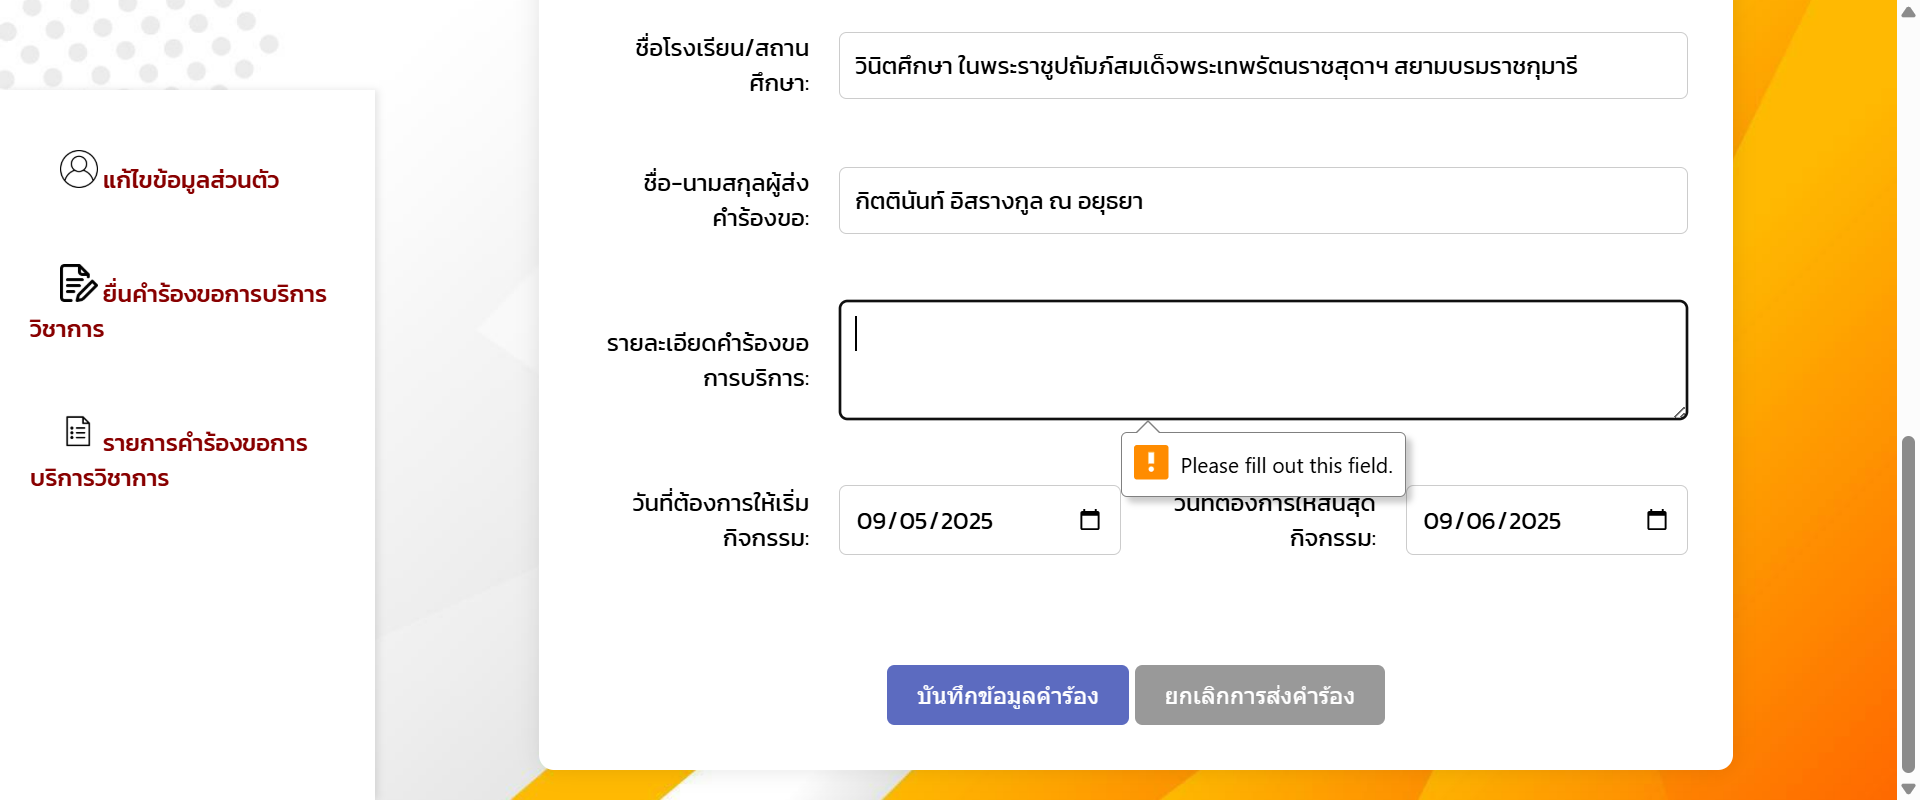 แก้ไขข้อมูลส่วนตัว
ยื่นคำร้องขอการบริการ
วิชาการ
รายการคำร้องขอการ
บริการวิชาการ
ชื่อโรงเรียน/สถาน
ศึกษา:
วินิตศึกษา ในพระราชูปถัมภ์สมเด็จพระเทพรัตนราชสุดาฯ สยามบรมราชกุมารี
ชื่อ-นามสกุลผู้ส่ง
คำร้องขอ:
กิตตินันท์ อิสรางกูล ณ อยุธยา
รายละเอียดคำร้องขอ
การบริการ:
Please fill out this field.
วันที่ต้องการให้เริ่ม
กิจกรรม:
09/05/2025
วันที่ต้องการให้สิ้นสุด
กิจกรรม:
09/06/2025
บันทึกข้อมูลคำร้อง
ยกเลิกการส่งคำร้อง